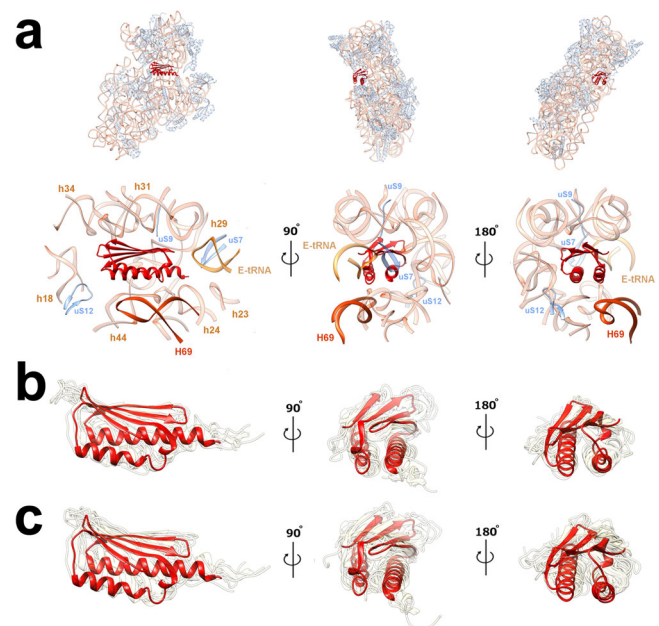 a
h34
h31
uS9
h29
uS7
E-tRNA
h18
uS12
h44
H69
h24
h23
90°
uS9
E-tRNA
uS7
uS12
H69
180°
uS9
uS7
E-tRNA
uS12
H69
b
90°
180°
c
90°
180°